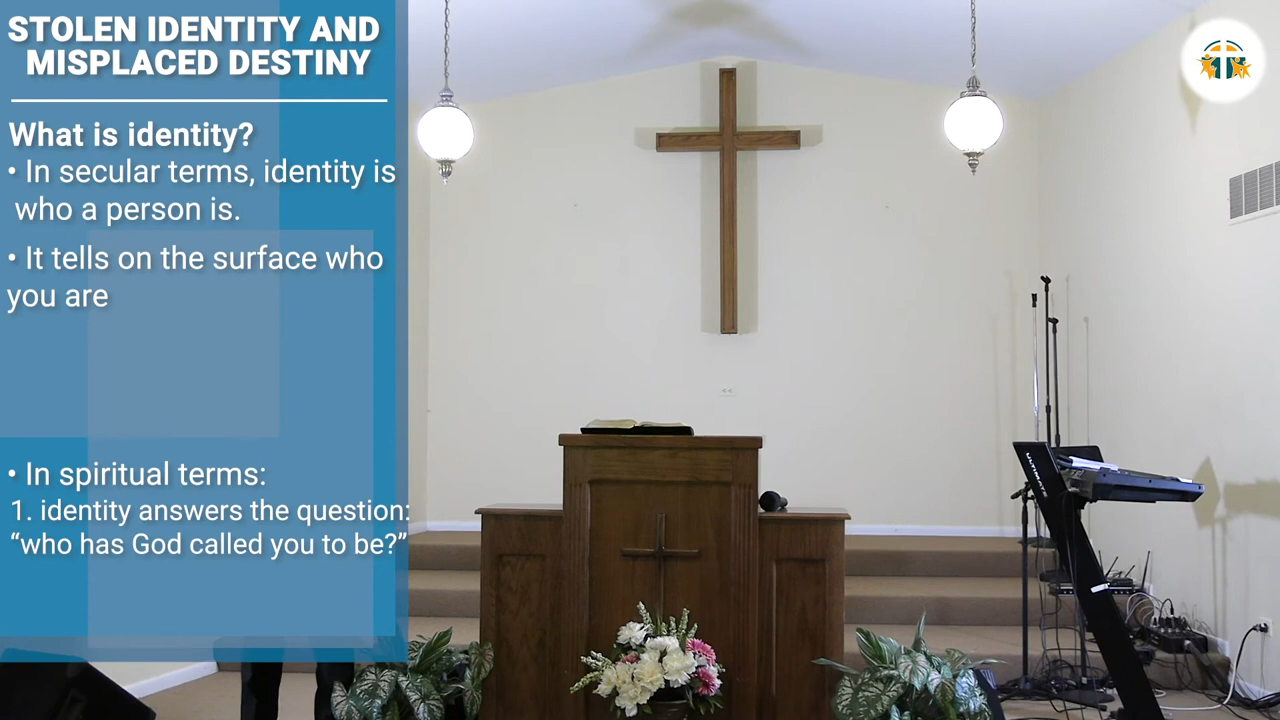 STOLEN IDENTITY AND
MISPLACED DESTINY
What is identity?
• In secular terms, identity is
who a person is.
• It tells on the surface who
you are
• In spiritual terms:
1. identity answers the question:
“who has God called you to be?”
ULTIMATE